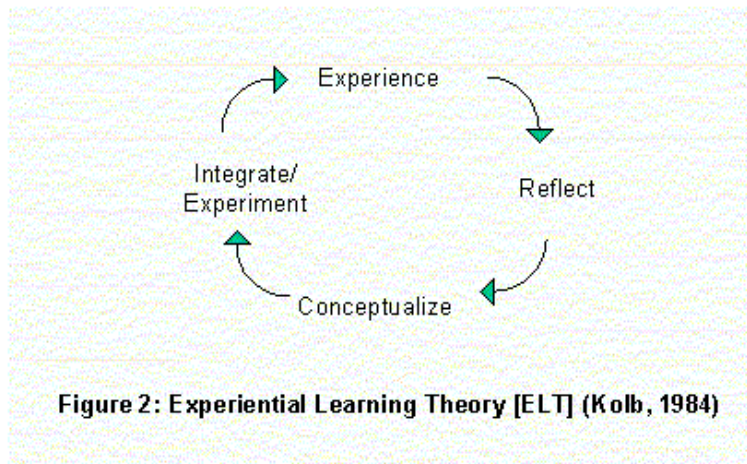 Experience
Reflect
Conceptualize
Integrate/
Experiment
Figure 2: Experiential Learning Theory [ELT] (Kolb, 1984)